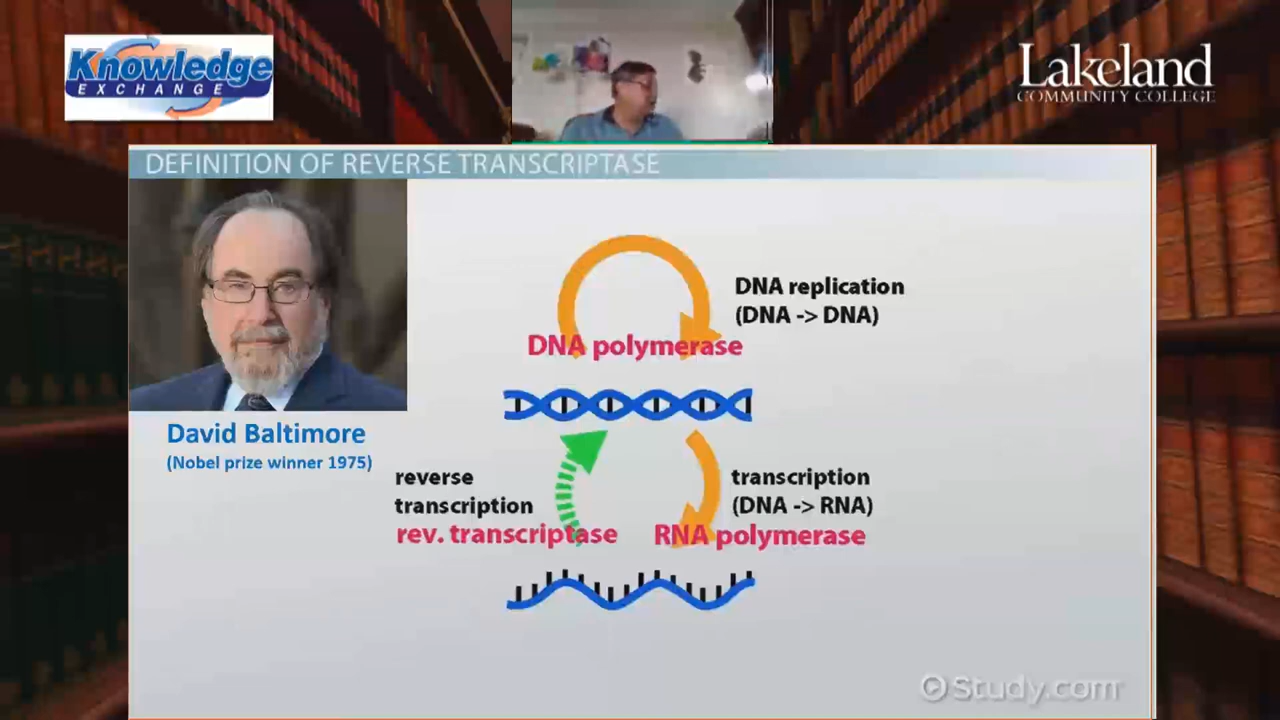 Knowledge
EXCHANGE
Lakeland
COMMUNITY COLLEGE
DEFINITION OF REVERSE TRANSCRIPTASE
David Baltimore
(Nobel prize winner 1975)
DNA replication
(DNA -> DNA)
DNA polymerase
reverse
transcription
rev. transcriptase
transcription
(DNA -> RNA)
RNA polymerase
Study.com